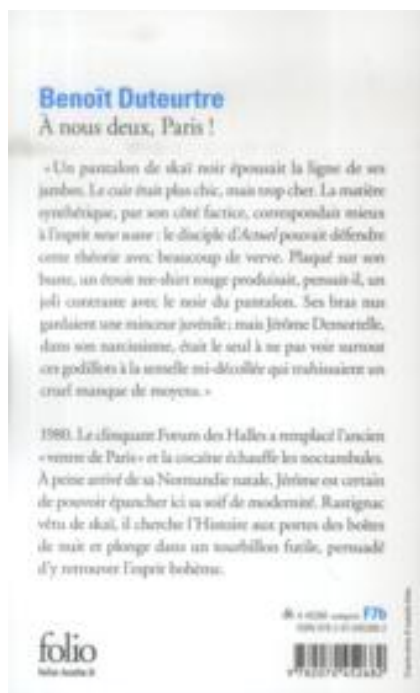 Benoît Duteurtre
À nous deux, Paris !
« Un pantalon de skaï noir épousait la ligne de ses
jambes. Le cuir était plus chic, mais trop cher. La matière
synthétique, par son côté factice, correspondait mieux
à l'esprit new wave : le disciple d'Actuel pouvait défendre
cette théorie avec beaucoup de verve. Plaqué sur son
buste, un étroit tee-shirt rouge produisait, pensait-il, un
joli contraste avec le noir du pantalon. Ses bras nus
gardaient une minceur juvénile ; mais Jérôme Demortelle,
dans son narcissisme, était le seul à ne pas voir surtout
ces godillots à la semelle mi-décollée qui trahissaient un
cruel manque de moyens. »
1980. Le clinquant Forum des Halles a remplacé l'ancien
« ventre de Paris » et la cocaïne échauffe les noctambules.
À peine arrivé de sa Normandie natale, Jérôme est certain
de pouvoir épancher ici sa soif de modernité. Rastignac
vêtu de skaï, il cherche l'Histoire aux portes des boîtes
de nuit et plonge dans un tourbillon futile, persuadé
d'y retrouver l'esprit bohème.
F7b
folio
9 782070 452682